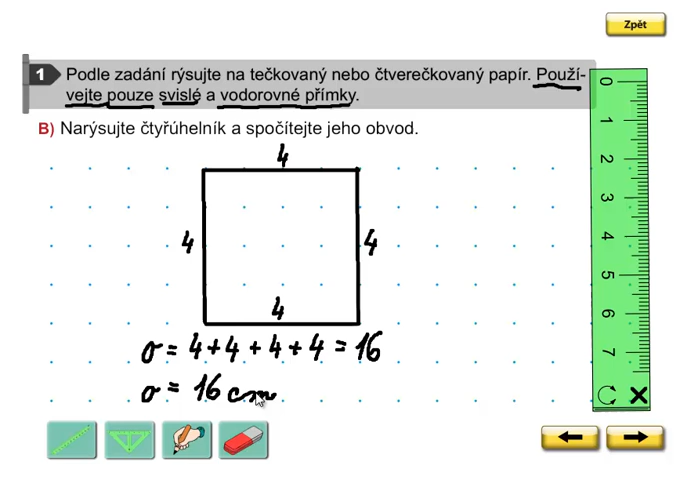 Zpět
1 Podle zadání rýsujte na tečkovaný nebo čtverečkovaný papír. Použí-
vejte pouze svislé a vodorovné přímky.
B) Narýsujte čtyřúhelník a spočítejte jeho obvod.
4
4
4
4
o = 4 + 4 + 4 + 4 = 16
o = 16 cm
0
1
2
3
4
5
6
7